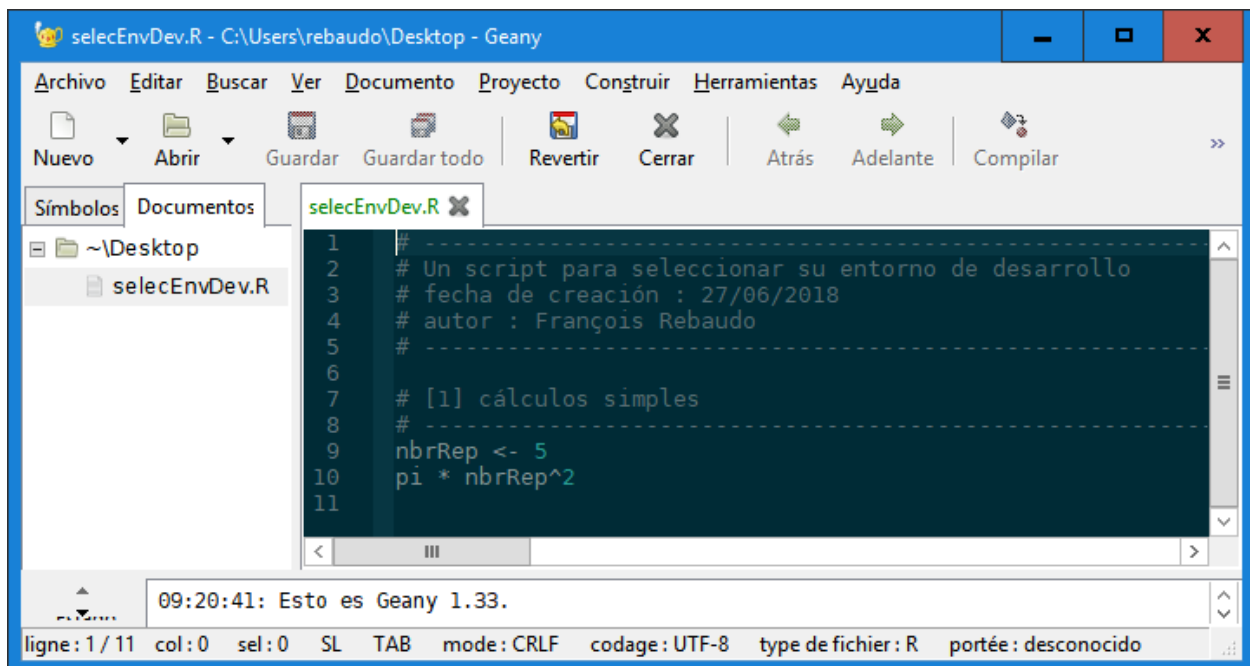 selecEnvDev.R - C:\Users\rebaudo\Desktop - Geany
Archivo Editar Buscar Ver Documento Proyecto Construir Herramientas Ayuda
Nuevo Abrir Guardar Guardar todo Revertir Cerrar Atrás Adelante Compilar »
Símbolos Documentos
~\Desktop
selecEnvDev.R
selecEnvDev.R
1 # ----------------------------------------------------------
2 # Un script para seleccionar su entorno de desarrollo
3 # fecha de creación : 27/06/2018
4 # autor : François Rebaudo
5 # ----------------------------------------------------------
6
7 # [1] cálculos simples
8 # ----------------------------------------------------------
9 nbrRep <- 5
10 pi * nbrRep^2
11
09:20:41: Esto es Geany 1.33.
ligne : 1 / 11 col : 0 sel : 0 SL TAB mode : CRLF codage : UTF-8 type de fichier : R portée : desconocido